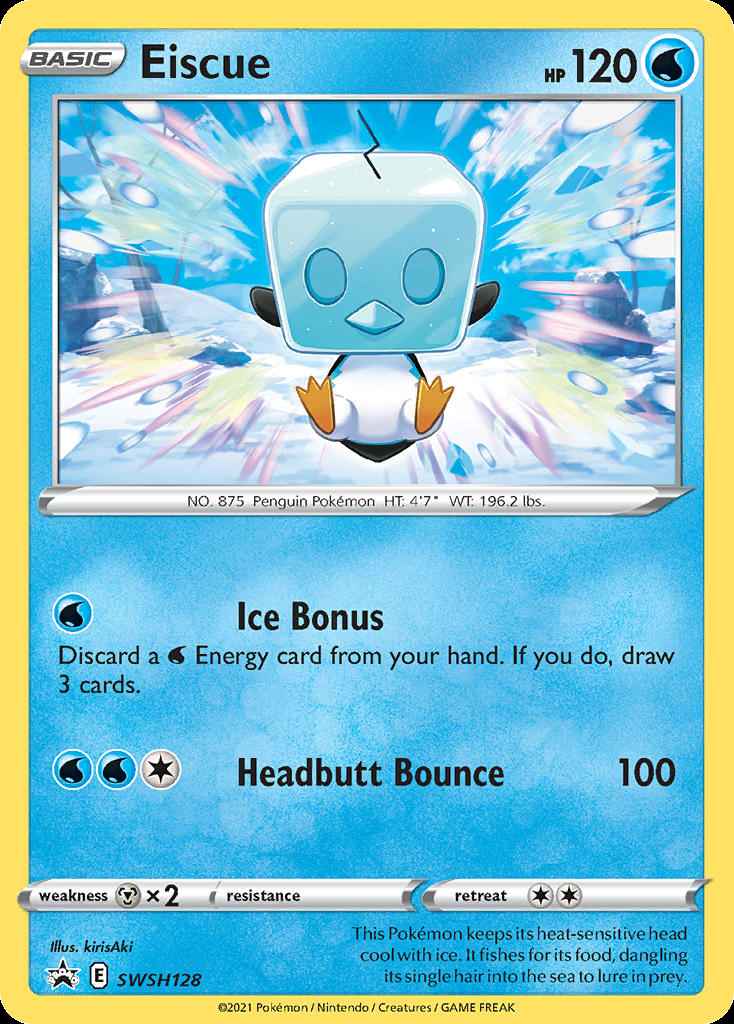 BASIC Eiscue HP 120
NO. 875 Penguin Pokémon HT: 4'7" WT: 196.2 lbs.
Ice Bonus
Discard a Energy card from your hand. If you do, draw
3 cards.
Headbutt Bounce 100
weakness ×2 resistance retreat
Illus. kirisAki
This Pokémon keeps its heat-sensitive head
cool with ice. It fishes for its food, dangling
its single hair into the sea to lure in prey.
E SWSH128
©2021 Pokémon / Nintendo / Creatures / GAME FREAK